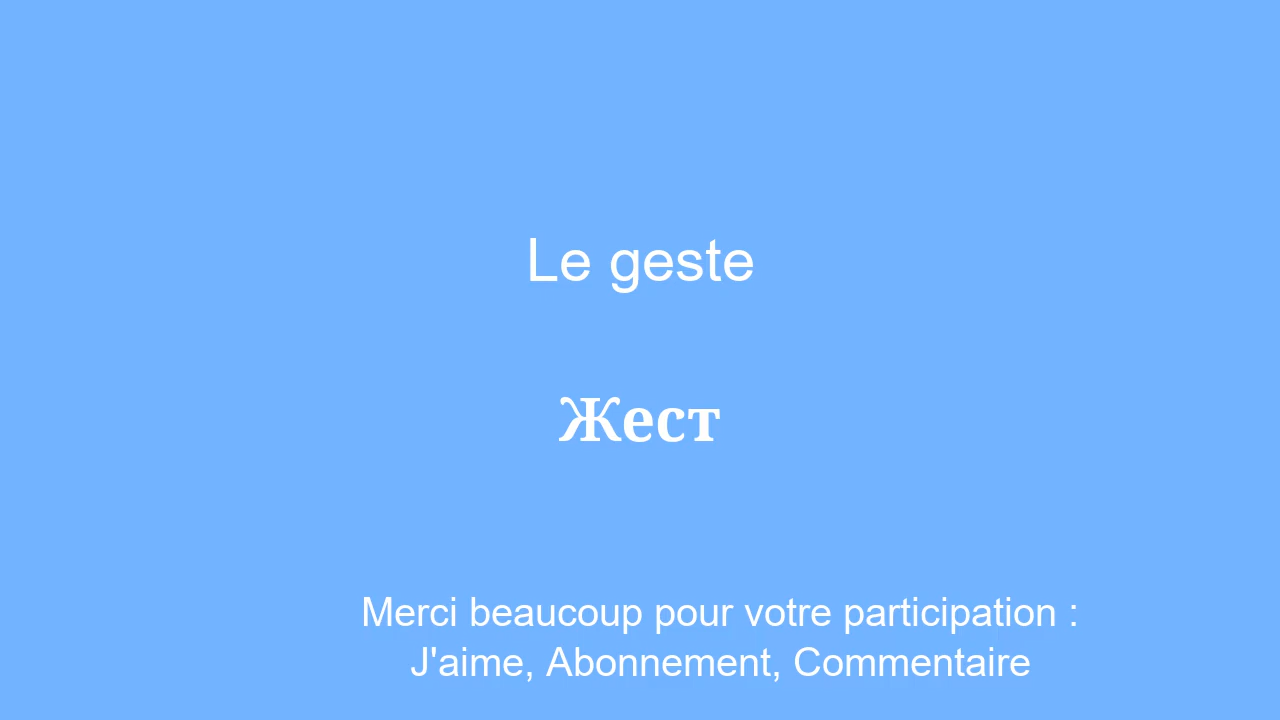 Le geste
Жест
Merci beaucoup pour votre participation :
J'aime, Abonnement, Commentaire